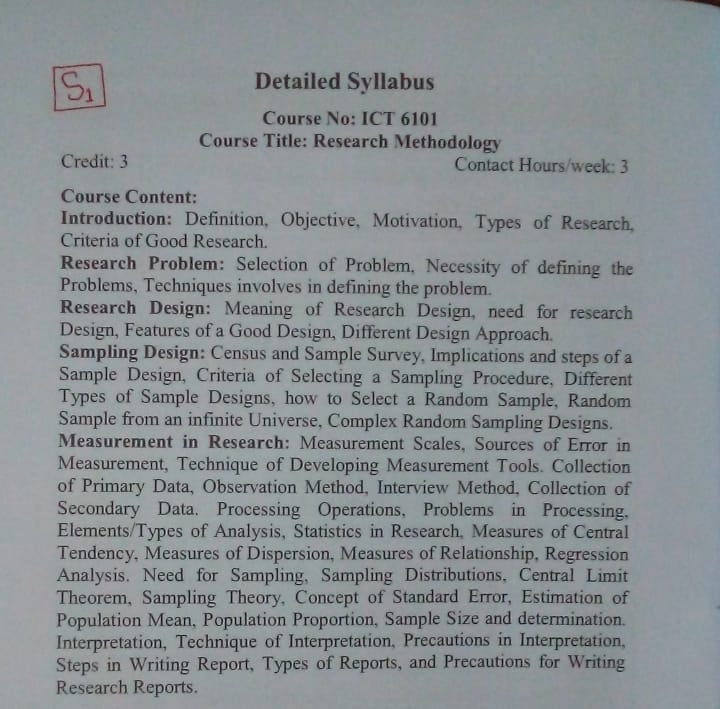 S1
Detailed Syllabus
Course No: ICT 6101
Course Title: Research Methodology
Credit: 3 Contact Hours/week: 3
Course Content:
Introduction: Definition, Objective, Motivation, Types of Research,
Criteria of Good Research.
Research Problem: Selection of Problem, Necessity of defining the
Problems, Techniques involves in defining the problem.
Research Design: Meaning of Research Design, need for research
Design, Features of a Good Design, Different Design Approach.
Sampling Design: Census and Sample Survey, Implications and steps of a
Sample Design, Criteria of Selecting a Sampling Procedure, Different
Types of Sample Designs, how to Select a Random Sample, Random
Sample from an infinite Universe, Complex Random Sampling Designs.
Measurement in Research: Measurement Scales, Sources of Error in
Measurement, Technique of Developing Measurement Tools. Collection
of Primary Data, Observation Method, Interview Method, Collection of
Secondary Data. Processing Operations, Problems in Processing,
Elements/Types of Analysis, Statistics in Research, Measures of Central
Tendency, Measures of Dispersion, Measures of Relationship, Regression
Analysis. Need for Sampling, Sampling Distributions, Central Limit
Theorem, Sampling Theory, Concept of Standard Error, Estimation of
Population Mean, Population Proportion, Sample Size and determination.
Interpretation, Technique of Interpretation, Precautions in Interpretation,
Steps in Writing Report, Types of Reports, and Precautions for Writing
Research Reports.